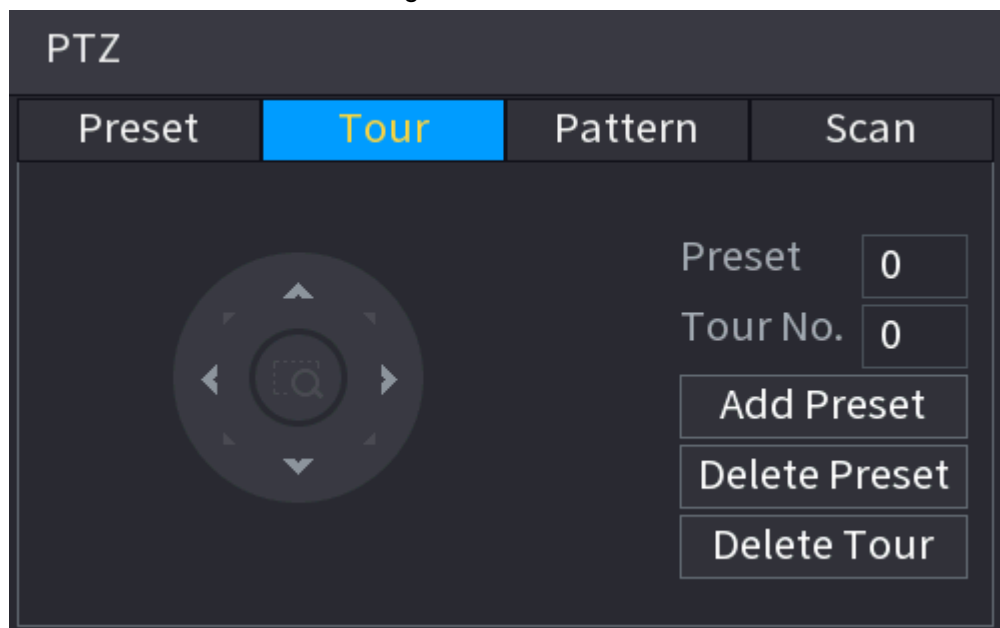 PTZ
Preset Tour Pattern Scan
Preset 0
Tour No. 0
Add Preset
Delete Preset
Delete Tour